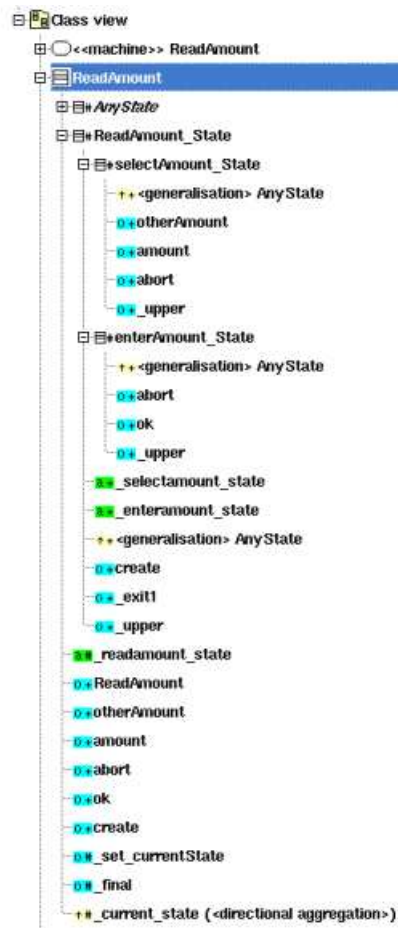 Class view
<<machine>> ReadAmount
ReadAmount
AnyState
ReadAmount_State
selectAmount_State
<generalisation> AnyState
otherAmount
amount
abort
_upper
enterAmount_State
<generalisation> AnyState
abort
ok
_upper
_selectamount_state
_enteramount_state
<generalisation> AnyState
create
_exit1
_upper
_readamount_state
ReadAmount
otherAmount
amount
abort
ok
create
_set_currentState
_final
_current_state (<directional aggregation>)